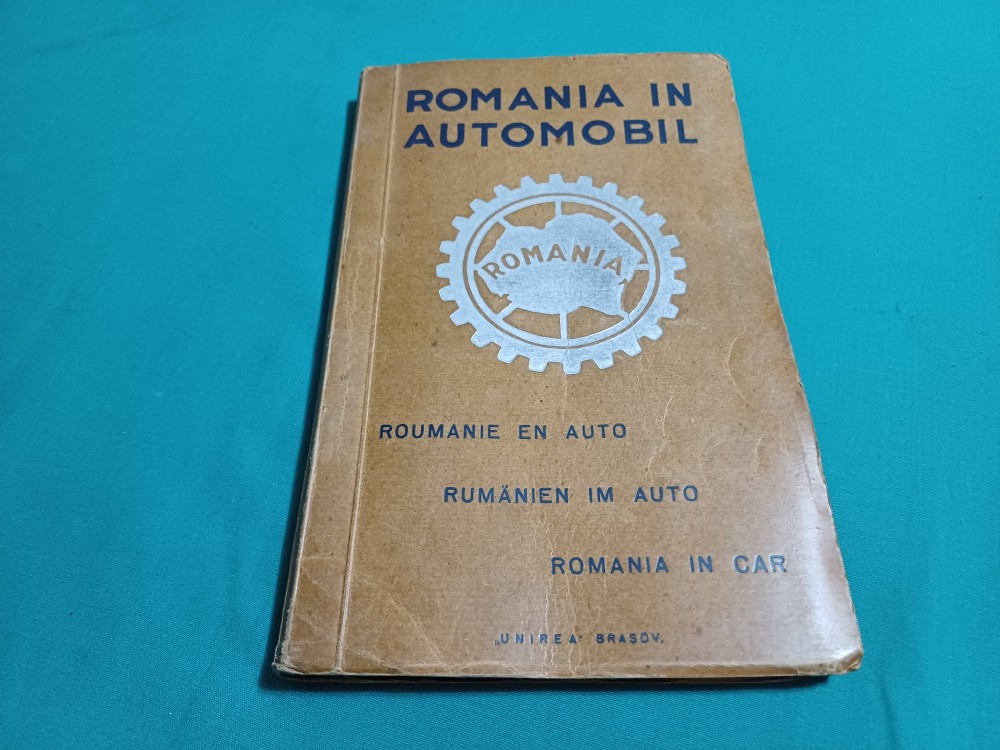 ROMANIA IN
AUTOMOBIL
ROMANIA
ROUMANIE EN AUTO
RUMÄNIEN IM AUTO
ROMANIA IN CAR
„UNIREA" BRASOV.